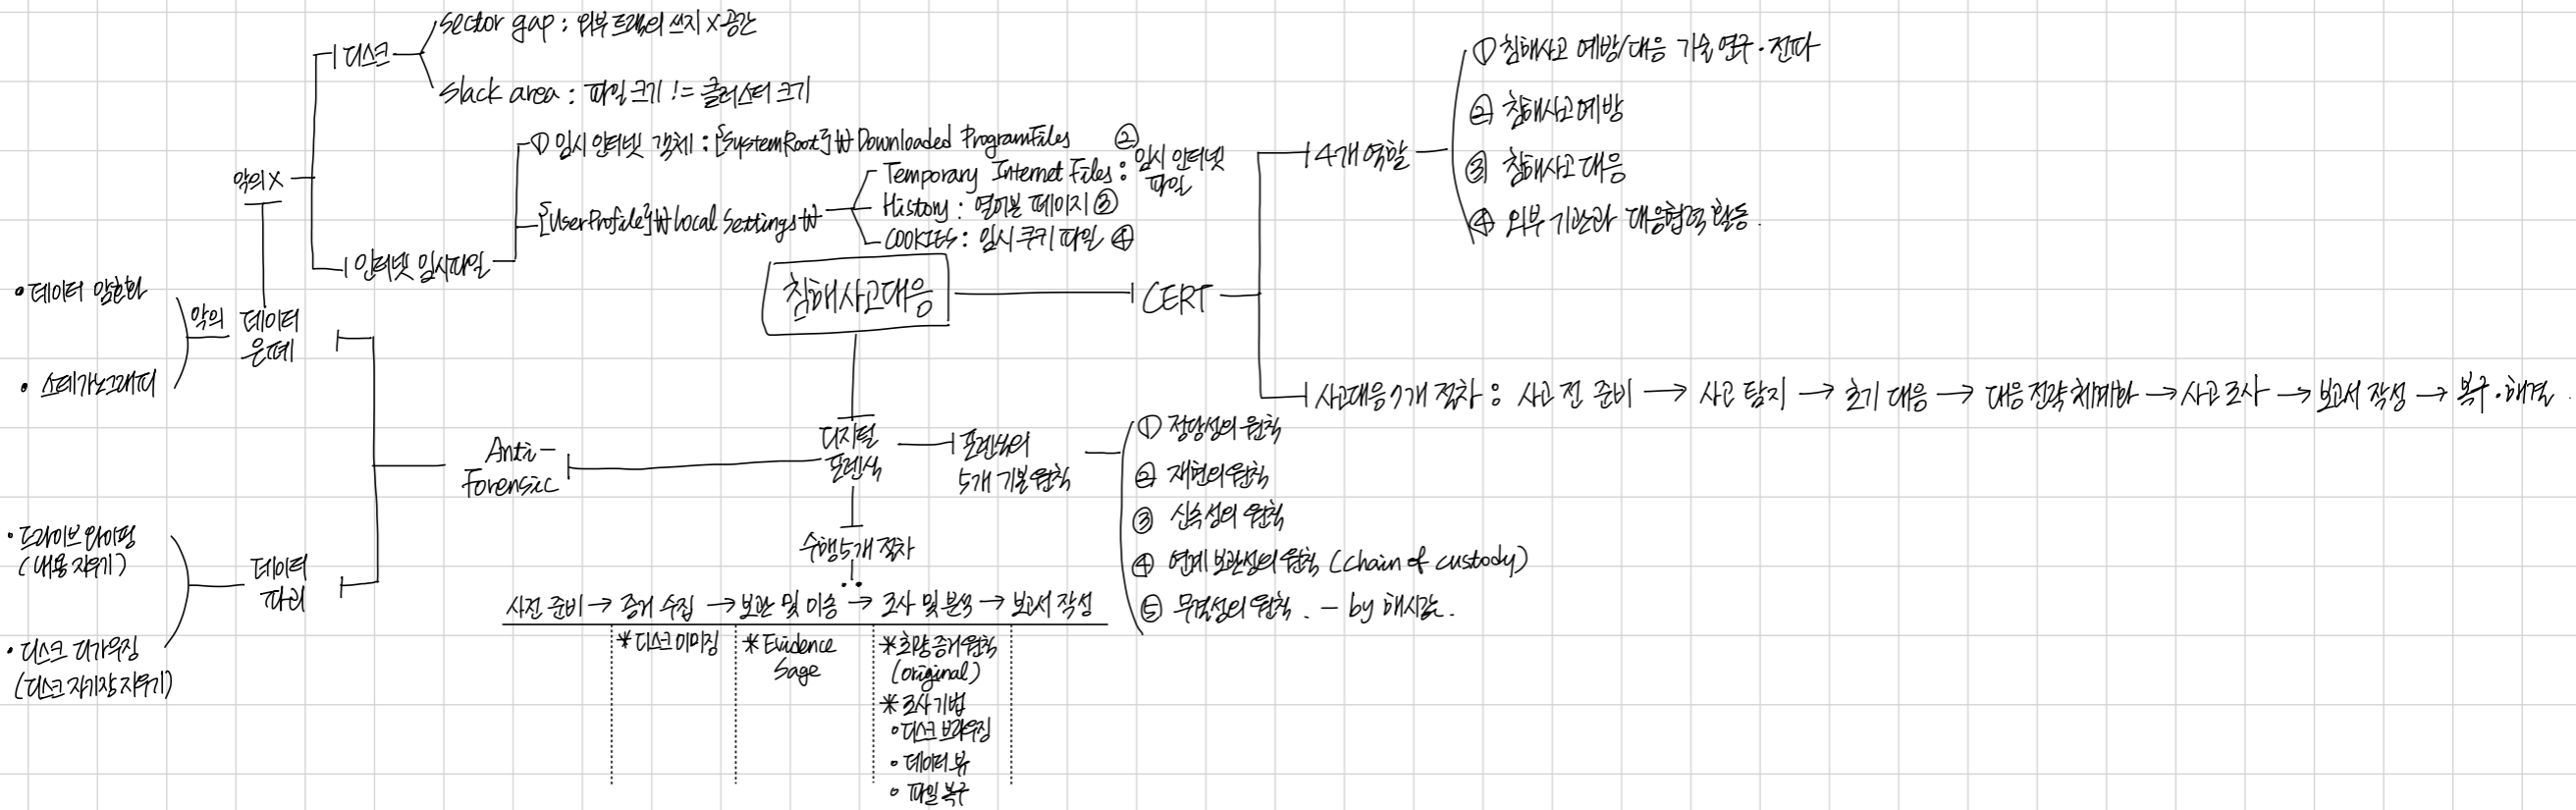 sector gap : 외부 트랙의 쓰지 X 공간
디스크
slack area : 파일 크기 != 클러스터 크기
악의 X
① 임시 인터넷 객체 : {SystemRoot}₩Downloaded ProgramFiles
②
Temporary Internet Files : 임시 인터넷
파일
{UserProfile}₩Local Settings₩
History : 열어본 페이지 ③
COOKIES : 임시 쿠키 파일 ④
인터넷 임시파일
① 침해사고 예방/대응 기술 연구·전파
② 침해사고 예방
4개 역할
③ 침해사고 대응
④ 외부 기관과 대응협력 활동.
침해사고대응
CERT
사고대응 7개 절차 : 사고 전 준비 → 사고 탐지 → 초기 대응 → 대응 전략 체계화 → 사고 조사 → 보고서 작성 → 복구·해결.
• 데이터 암호화
악의
데이터
은폐
• 스테가노그래피
Anti-
forensic
디지털
포렌식
포렌식의
5개 기본 원칙
① 정당성의 원칙
② 재현의 원칙
③ 신속성의 원칙
④ 연계 보관성의 원칙 (chain of custody)
⑤ 무결성의 원칙. - by 해시값.
• 드라이브 와이핑
(내용 지우기)
데이터
파괴
• 디스크 디가우징
(디스크 자기장 지우기)
수행 5개 절차
사전 준비 → 증거 수집 → 보관 및 이송 → 조사 및 분석 → 보고서 작성
* 디스크 이미징
* Evidence
Sage
* 최량 증거 원칙
(original)
* 조사 기법
• 디스크 브라우징
• 데이터 뷰
• 파일 복구